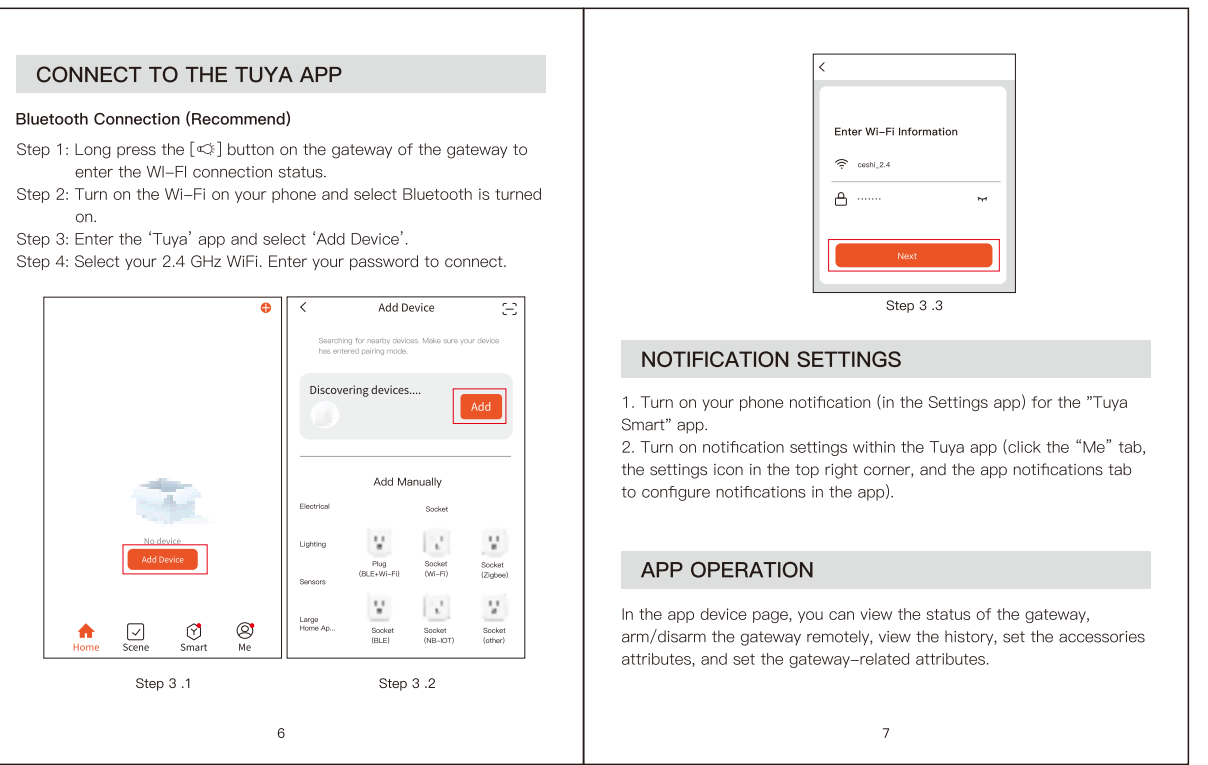 CONNECT TO THE TUYA APP
Bluetooth Connection (Recommend)
Step 1: Long press the [ ] button on the gateway of the gateway to
enter the WI–FI connection status.
Step 2: Turn on the Wi–Fi on your phone and select Bluetooth is turned
on.
Step 3: Enter the ‘Tuya’ app and select ‘Add Device’.
Step 4: Select your 2.4 GHz WiFi. Enter your password to connect.
No device
Add Device
Home Scene Smart Me
Step 3 .1
Add Device
Searching for nearby devices. Make sure your device
has entered pairing mode.
Discovering devices....
Add
Add Manually
Electrical
Socket
Lighting
Plug
(BLE+Wi–Fi)
Socket
(Wi–Fi)
Socket
(Zigbee)
Sensors
Large
Home Ap...
Socket
(BLE)
Socket
(NB–IOT)
Socket
(other)
Step 3 .2
6
Enter Wi–Fi Information
ceshi_2.4
.......
Next
Step 3 .3
NOTIFICATION SETTINGS
1. Turn on your phone notification (in the Settings app) for the ”Tuya
Smart” app.
2. Turn on notification settings within the Tuya app (click the “Me” tab,
the settings icon in the top right corner, and the app notifications tab
to configure notifications in the app).
APP OPERATION
In the app device page, you can view the status of the gateway,
arm/disarm the gateway remotely, view the history, set the accessories
attributes, and set the gateway–related attributes.
7